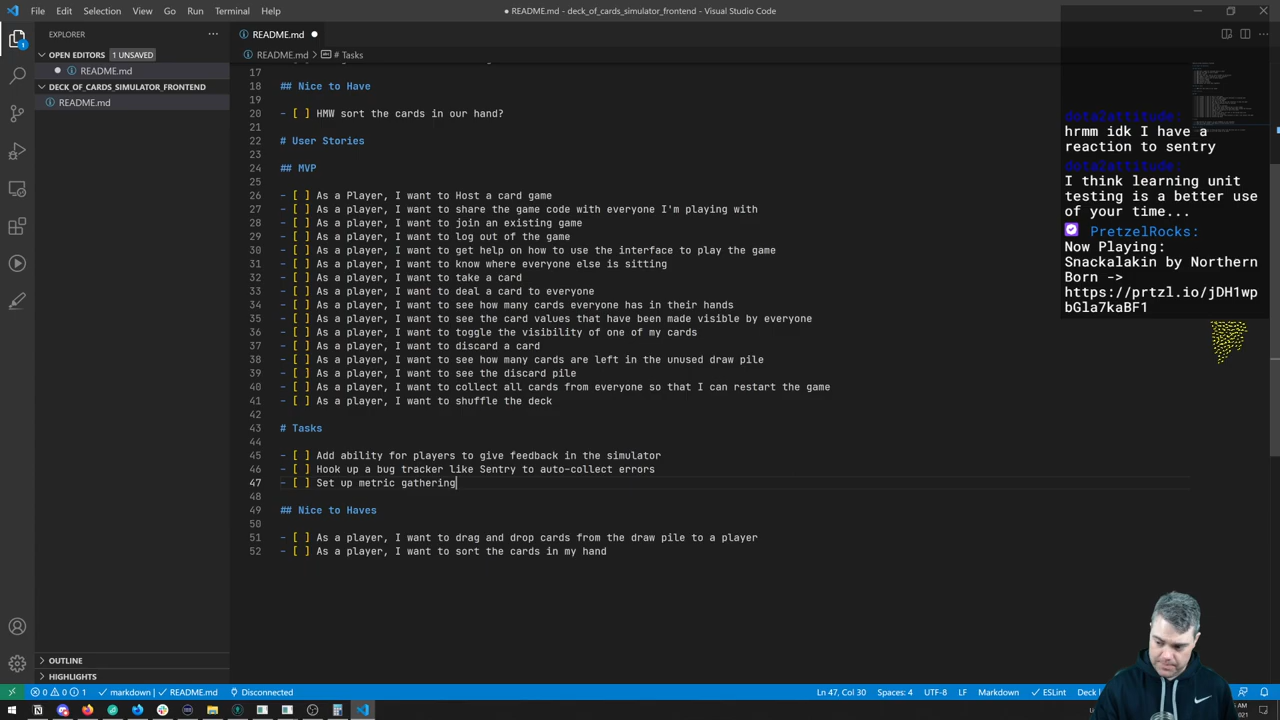 File Edit Selection View Go Run Terminal Help
● README.md - deck_of_cards_simulator_frontend - Visual Studio Code
EXPLORER
OPEN EDITORS 1 UNSAVED
README.md
DECK_OF_CARDS_SIMULATOR_FRONTEND
README.md
OUTLINE
HIGHLIGHTS
README.md
README.md > # Tasks
17
18 ## Nice to Have
19
20 - [ ] HMW sort the cards in our hand?
21
22 # User Stories
23
24 ## MVP
25
26 - [ ] As a Player, I want to Host a card game
27 - [ ] As a player, I want to share the game code with everyone I'm playing with
28 - [ ] As a player, I want to join an existing game
29 - [ ] As a player, I want to log out of the game
30 - [ ] As a player, I want to get help on how to use the interface to play the game
31 - [ ] As a player, I want to know where everyone else is sitting
32 - [ ] As a player, I want to take a card
33 - [ ] As a player, I want to deal a card to everyone
34 - [ ] As a player, I want to see how many cards everyone has in their hands
35 - [ ] As a player, I want to see the card values that have been made visible by everyone
36 - [ ] As a player, I want to toggle the visibility of one of my cards
37 - [ ] As a player, I want to discard a card
38 - [ ] As a player, I want to see how many cards are left in the unused draw pile
39 - [ ] As a player, I want to see the discard pile
40 - [ ] As a player, I want to collect all cards from everyone so that I can restart the game
41 - [ ] As a player, I want to shuffle the deck
42
43 # Tasks
44
45 - [ ] Add ability for players to give feedback in the simulator
46 - [ ] Hook up a bug tracker like Sentry to auto-collect errors
47 - [ ] Set up metric gathering
48
49 ## Nice to Haves
50
51 - [ ] As a player, I want to drag and drop cards from the draw pile to a player
52 - [ ] As a player, I want to sort the cards in my hand
dota2attitude:
hrmm idk I have a
reaction to sentry
dota2attitude:
I think learning unit
testing is a better use
of your time...
PretzelRocks:
Now Playing:
Snackalakin by Northern
Born ->
https://prtzl.io/jDH1wp
bGla7kaBF1
0 0 1 markdown | README.md Disconnected
Ln 47, Col 30 Spaces: 4 UTF-8 LF Markdown ESLint